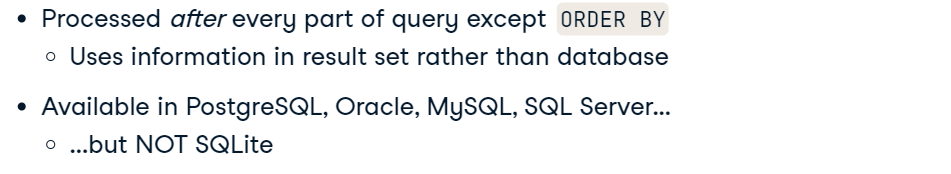 • Processed after every part of query except ORDER BY
○ Uses information in result set rather than database
• Available in PostgreSQL, Oracle, MySQL, SQL Server...
○ ...but NOT SQLite